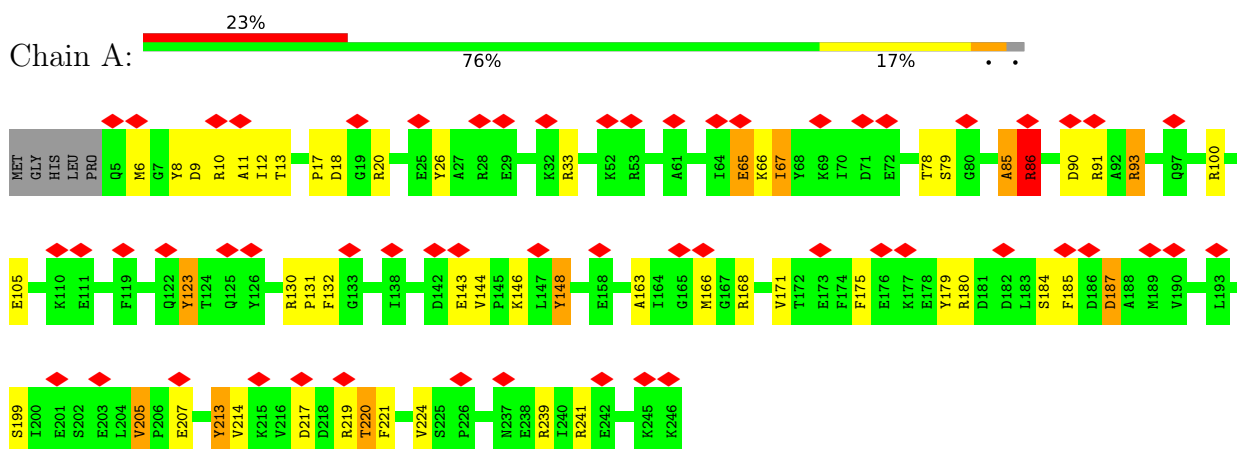 23%
Chain A:
76% 17% • •
MET GLY HIS LEU PRO Q5 M6 G7 Y8 D9 R10 A11 I12 T13 P17 D18 G19 R20 E25 Y26 A27 R28 E29 K32 R33 K52 R53 A61 I64 E65 K66 I67 Y68 K69 I70 D71 E72 T78 S79 G80 A85 R86 D90 R91 A92 R93 Q97 R100
E105 K110 E111 F119 Q122 Y123 T124 Q125 Y126 R130 P131 F132 G133 I138 D142 E143 V144 P145 K146 L147 Y148 E158 A163 I164 G165 M166 G167 R168 V171 T172 E173 F174 F175 E176 K177 E178 Y179 R180 D181 D182 L183 S184 F185 D186 D187 A188 M189 V190 L193
S199 I200 E201 S202 E203 L204 V205 P206 E207 Y213 V214 K215 V216 D217 D218 R219 T220 F221 V224 S225 P226 N237 E238 R239 I240 R241 E242 K245 K246